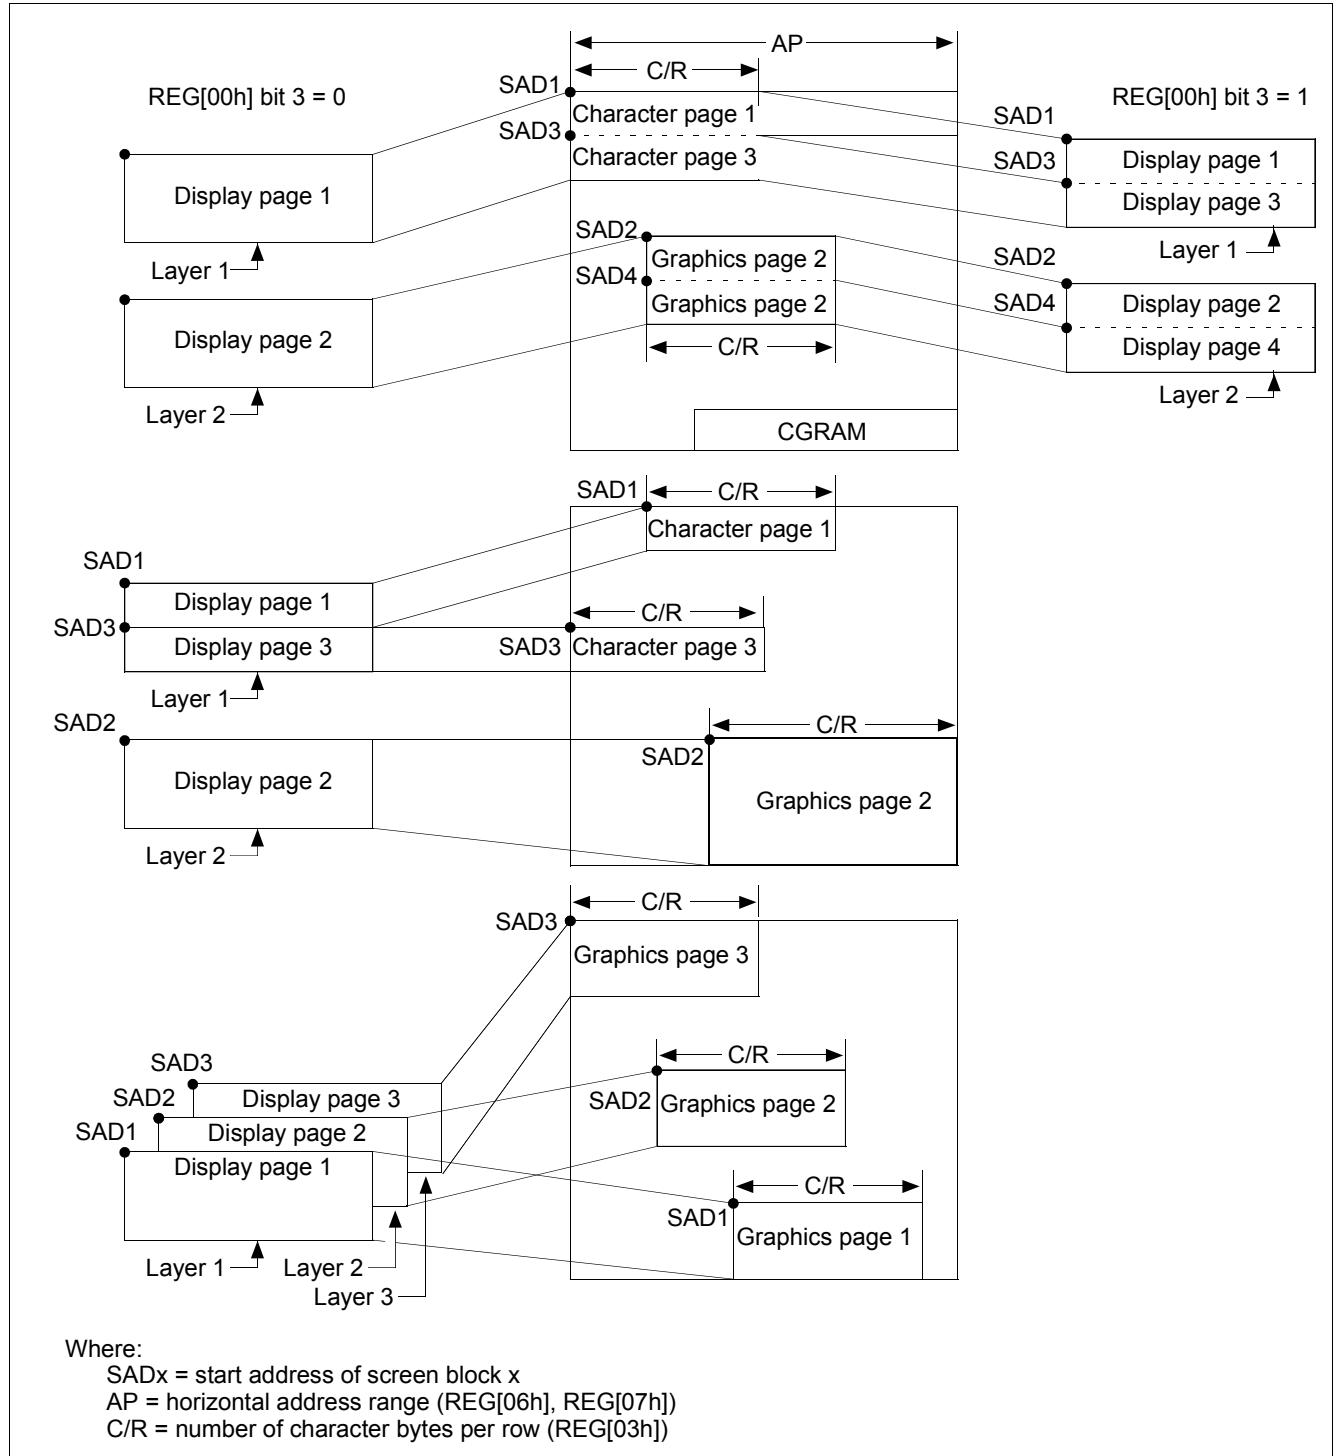 AP
C/R
SAD1
REG[00h] bit 3 = 0
REG[00h] bit 3 = 1
Character page 1
SAD1
SAD3
Character page 3
SAD3
Display page 1
Display page 1
Display page 3
SAD2
Layer 1
Layer 1
Graphics page 2
SAD2
SAD4
Graphics page 2
SAD4
Display page 2
Display page 2
Display page 4
C/R
Layer 2
Layer 2
CGRAM
SAD1
C/R
Character page 1
SAD1
Display page 1
C/R
SAD3
Display page 3
SAD3
Character page 3
Layer 1
SAD2
C/R
SAD2
Display page 2
Graphics page 2
Layer 2
C/R
SAD3
Graphics page 3
C/R
SAD3
SAD2
Display page 3
SAD2
Graphics page 2
SAD1
Display page 2
Display page 1
C/R
SAD1
Graphics page 1
Layer 1
Layer 2
Layer 3
Where:
SADx = start address of screen block x
AP = horizontal address range (REG[06h], REG[07h])
C/R = number of character bytes per row (REG[03h])